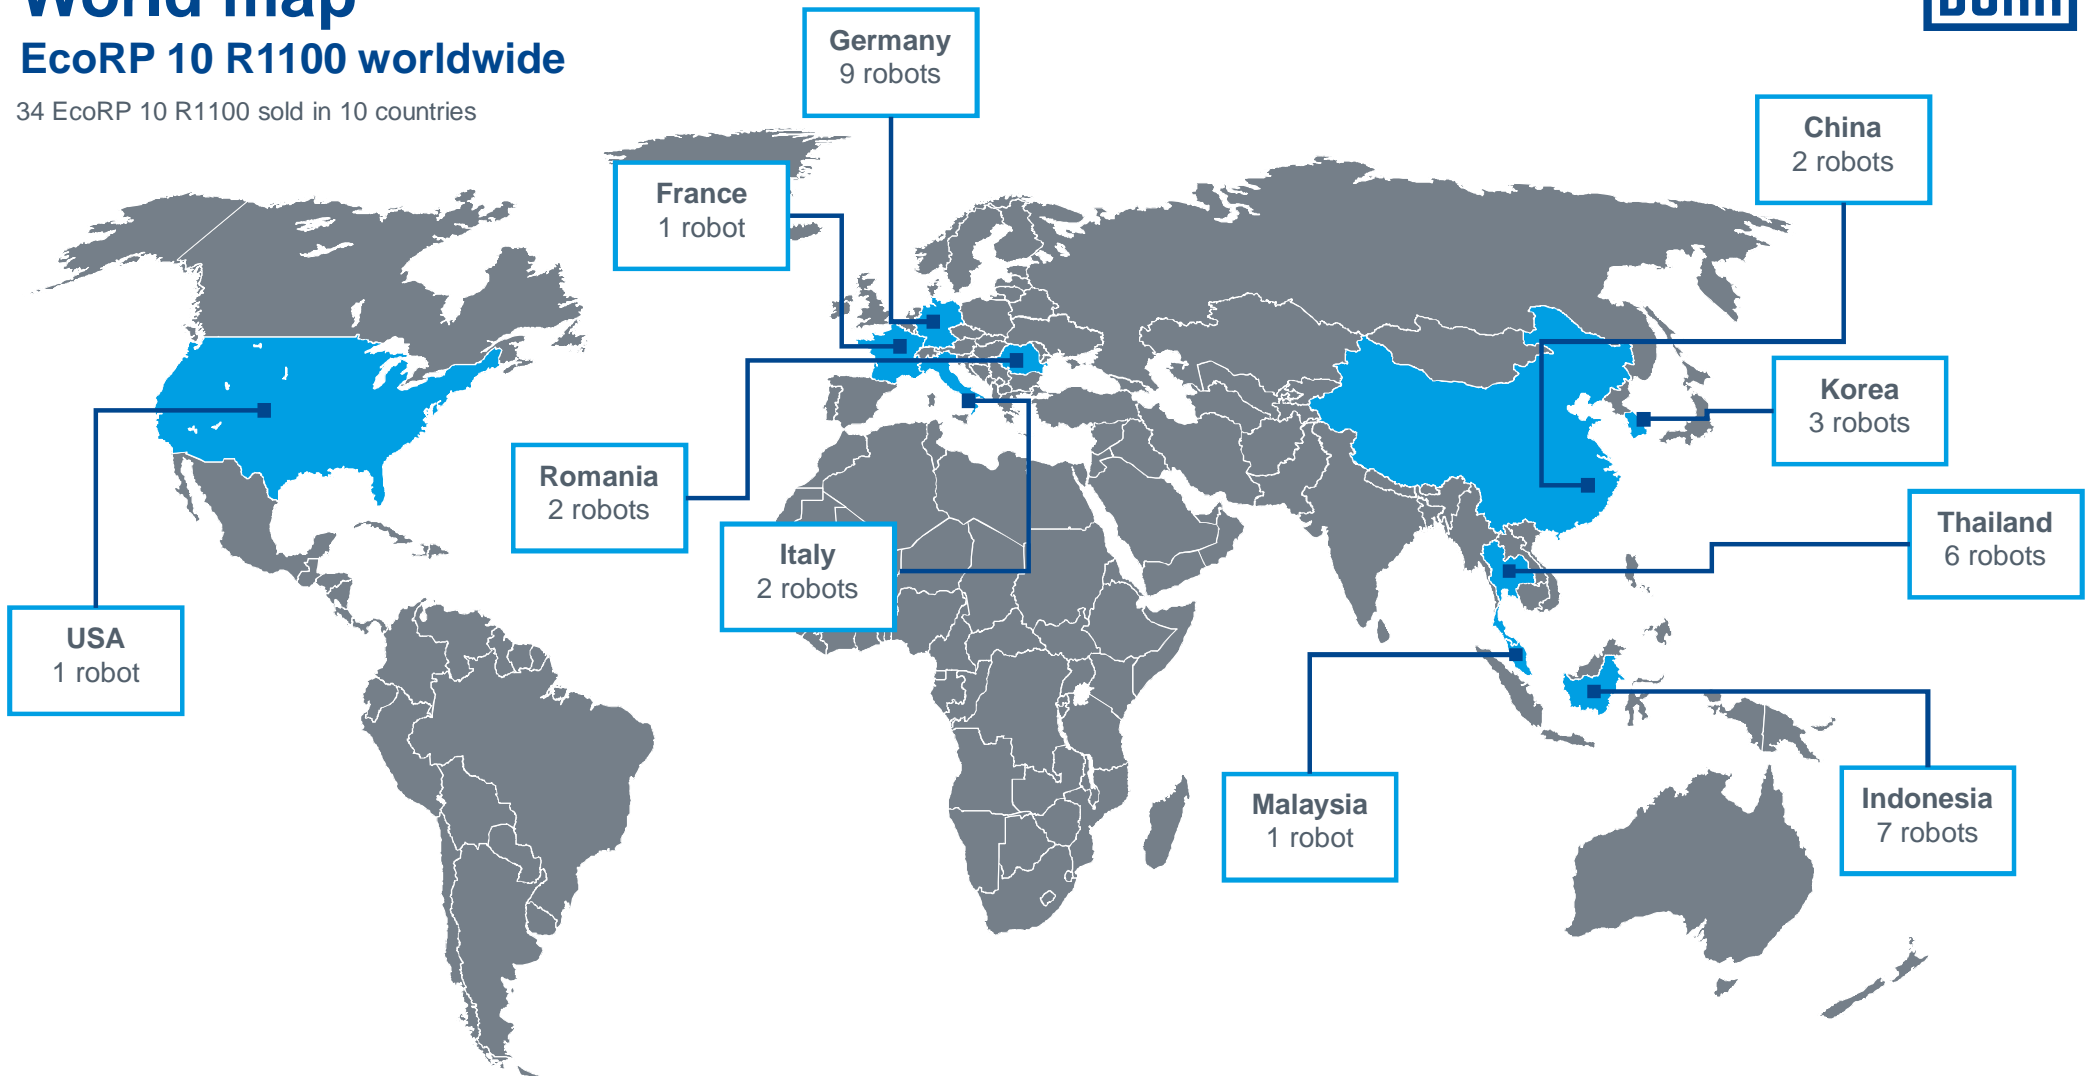 World map
EcoRP 10 R1100 worldwide
34 EcoRP 10 R1100 sold in 10 countries
Germany
9 robots
China
2 robots
France
1 robot
Korea
3 robots
Romania
2 robots
Thailand
6 robots
Italy
2 robots
USA
1 robot
Malaysia
1 robot
Indonesia
7 robots